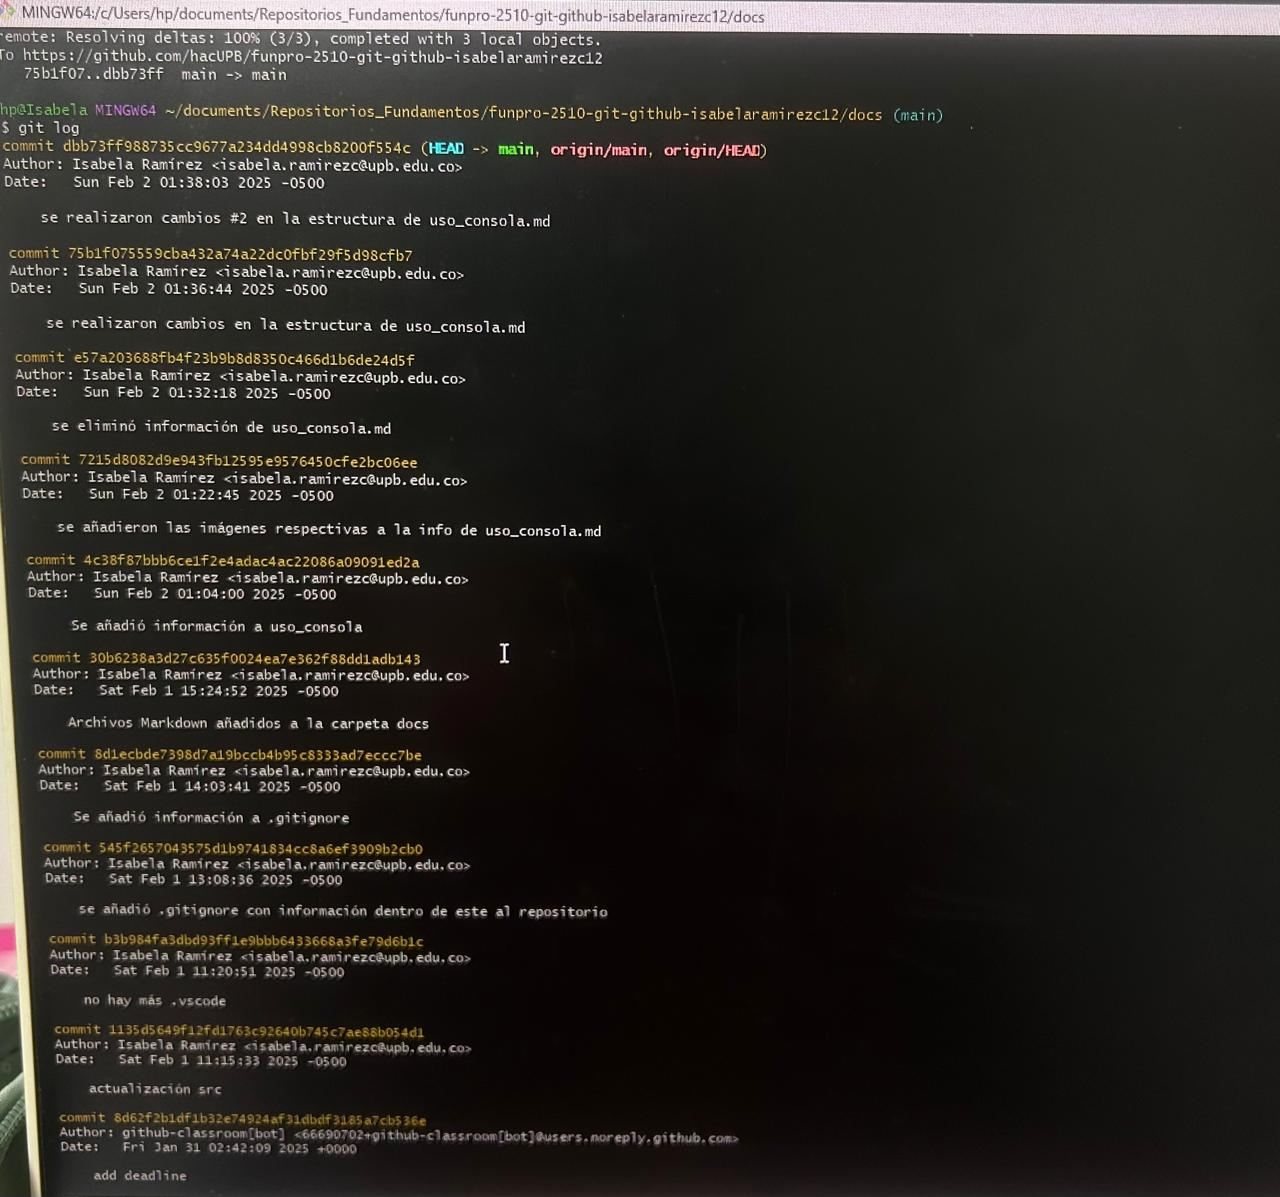 MINGW64:/c/Users/hp/documents/Repositorios_Fundamentos/funpro-2510-git-github-isabelaramirezc12/docs
remote: Resolving deltas: 100% (3/3), completed with 3 local objects.
To https://github.com/hacUPB/funpro-2510-git-github-isabelaramirezc12
75b1f07..dbb73ff main -> main
hp@Isabela MINGW64 ~/documents/Repositorios_Fundamentos/funpro-2510-git-github-isabelaramirezc12/docs (main)
$ git log
commit dbb73ff988735cc9677a234dd4998cb8200f554c (HEAD -> main, origin/main, origin/HEAD)
Author: Isabela Ramírez <isabela.ramirezc@upb.edu.co>
Date: Sun Feb 2 01:38:03 2025 -0500
se realizaron cambios #2 en la estructura de uso_consola.md
commit 75b1f075559cba432a74a22dc0fbf29f5d98cfb7
Author: Isabela Ramírez <isabela.ramirezc@upb.edu.co>
Date: Sun Feb 2 01:36:44 2025 -0500
se realizaron cambios en la estructura de uso_consola.md
commit e57a203688fb4f23b9b8d8350c466d1b6de24d5f
Author: Isabela Ramírez <isabela.ramirezc@upb.edu.co>
Date: Sun Feb 2 01:32:18 2025 -0500
se eliminó información de uso_consola.md
commit 7215d8082d9e943fb12595e9576450cfe2bc06ee
Author: Isabela Ramírez <isabela.ramirezc@upb.edu.co>
Date: Sun Feb 2 01:22:45 2025 -0500
se añadieron las imágenes respectivas a la info de uso_consola.md
commit 4c38f87bbb6ce1f2e4adac4ac22086a09091ed2a
Author: Isabela Ramírez <isabela.ramirezc@upb.edu.co>
Date: Sun Feb 2 01:04:00 2025 -0500
Se añadió información a uso_consola
commit 30b6238a3d27c635f0024ea7e362f88dd1adb143
Author: Isabela Ramírez <isabela.ramirezc@upb.edu.co>
Date: Sat Feb 1 15:24:52 2025 -0500
Archivos Markdown añadidos a la carpeta docs
commit 8d1ecbde7398d7a19bccb4b95c8333ad7eccc7be
Author: Isabela Ramírez <isabela.ramirezc@upb.edu.co>
Date: Sat Feb 1 14:03:41 2025 -0500
Se añadió información a .gitignore
commit 545f2657043575d1b9741834cc8a6ef3909b2cb0
Author: Isabela Ramírez <isabela.ramirezc@upb.edu.co>
Date: Sat Feb 1 13:08:36 2025 -0500
se añadió .gitignore con información dentro de este al repositorio
commit b3b984fa3dbd93ff1e9bbb6433668a3fe79d6b1c
Author: Isabela Ramírez <isabela.ramirezc@upb.edu.co>
Date: Sat Feb 1 11:20:51 2025 -0500
no hay más .vscode
commit 1135d5649f12fd1763c92640b745c7ae88b054d1
Author: Isabela Ramírez <isabela.ramirezc@upb.edu.co>
Date: Sat Feb 1 11:15:33 2025 -0500
actualización src
commit 8d62f2b1df1b32e74924af31dbdf3185a7cb536e
Author: github-classroom[bot] <66690702+github-classroom[bot]@users.noreply.github.com>
Date: Fri Jan 31 02:42:09 2025 +0000
add deadline